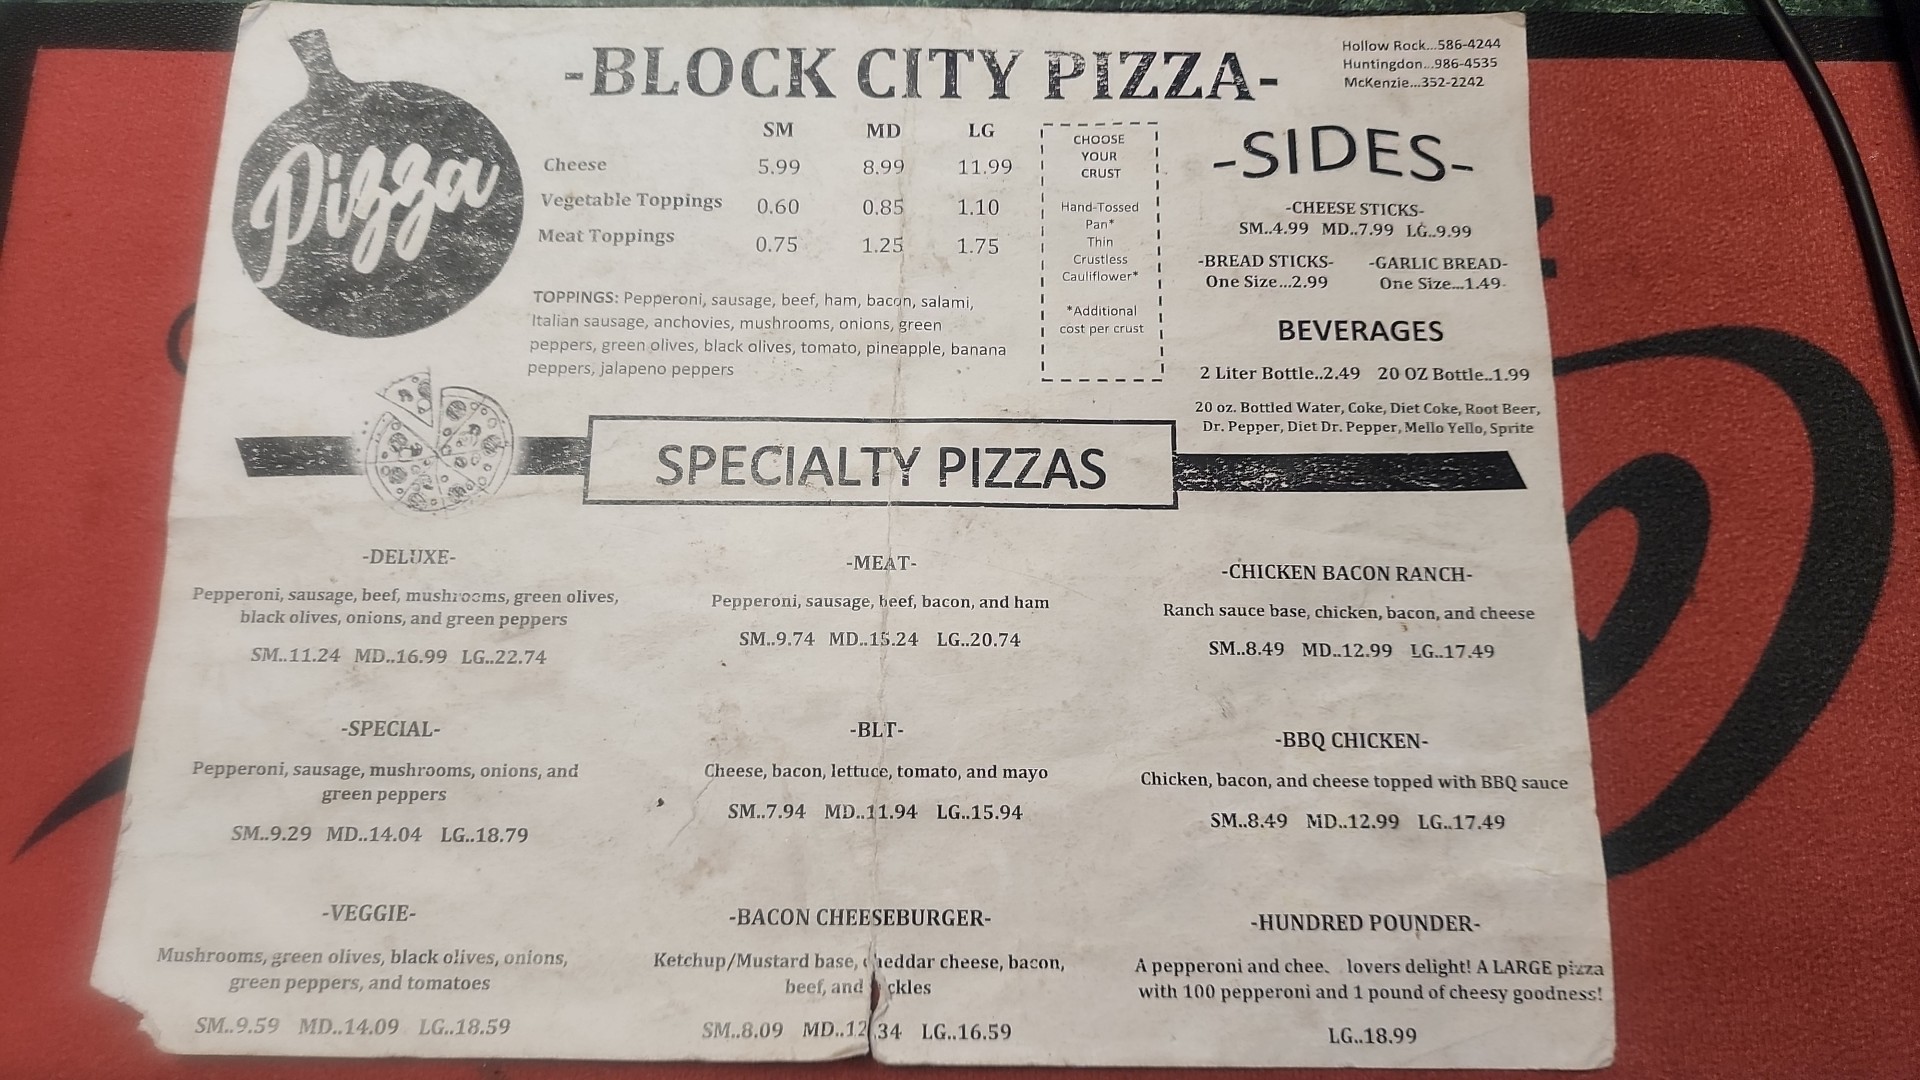 Pizza
-BLOCK CITY PIZZA-
Hollow Rock...586-4244
Huntingdon...986-4535
McKenzie...352-2242
SM MD LG
Cheese 5.99 8.99 11.99
Vegetable Toppings 0.60 0.85 1.10
Meat Toppings 0.75 1.25 1.75
TOPPINGS: Pepperoni, sausage, beef, ham, bacon, salami,
Italian sausage, anchovies, mushrooms, onions, green
peppers, green olives, black olives, tomato, pineapple, banana
peppers, jalapeno peppers
CHOOSE
YOUR
CRUST
Hand-Tossed
Pan*
Thin
Crustless
Cauliflower*
*Additional
cost per crust
-SIDES-
-CHEESE STICKS-
SM..4.99 MD..7.99 LG..9.99
-BREAD STICKS-
One Size...2.99
-GARLIC BREAD-
One Size...1.49
BEVERAGES
2 Liter Bottle..2.49 20 OZ Bottle..1.99
20 oz. Bottled Water, Coke, Diet Coke, Root Beer,
Dr. Pepper, Diet Dr. Pepper, Mello Yello, Sprite
SPECIALTY PIZZAS
-DELUXE-
Pepperoni, sausage, beef, mushrooms, green olives,
black olives, onions, and green peppers
SM..11.24 MD..16.99 LG..22.74
-MEAT-
Pepperoni, sausage, beef, bacon, and ham
SM..9.74 MD..15.24 LG..20.74
-CHICKEN BACON RANCH-
Ranch sauce base, chicken, bacon, and cheese
SM..8.49 MD..12.99 LG..17.49
-SPECIAL-
Pepperoni, sausage, mushrooms, onions, and
green peppers
SM..9.29 MD..14.04 LG..18.79
-BLT-
Cheese, bacon, lettuce, tomato, and mayo
SM..7.94 MD..11.94 LG..15.94
-BBQ CHICKEN-
Chicken, bacon, and cheese topped with BBQ sauce
SM..8.49 MD..12.99 LG..17.49
-VEGGIE-
Mushrooms, green olives, black olives, onions,
green peppers, and tomatoes
SM..9.59 MD..14.09 LG..18.59
-BACON CHEESEBURGER-
Ketchup/Mustard base, cheddar cheese, bacon,
beef, and
SM..8.09 MD..12.34 LG..16.59
-HUNDRED POUNDER-
A pepperoni and lovers delight! A LARGE pizza
with 100 pepperoni and 1 pound of cheesy goodness!
LG..18.99